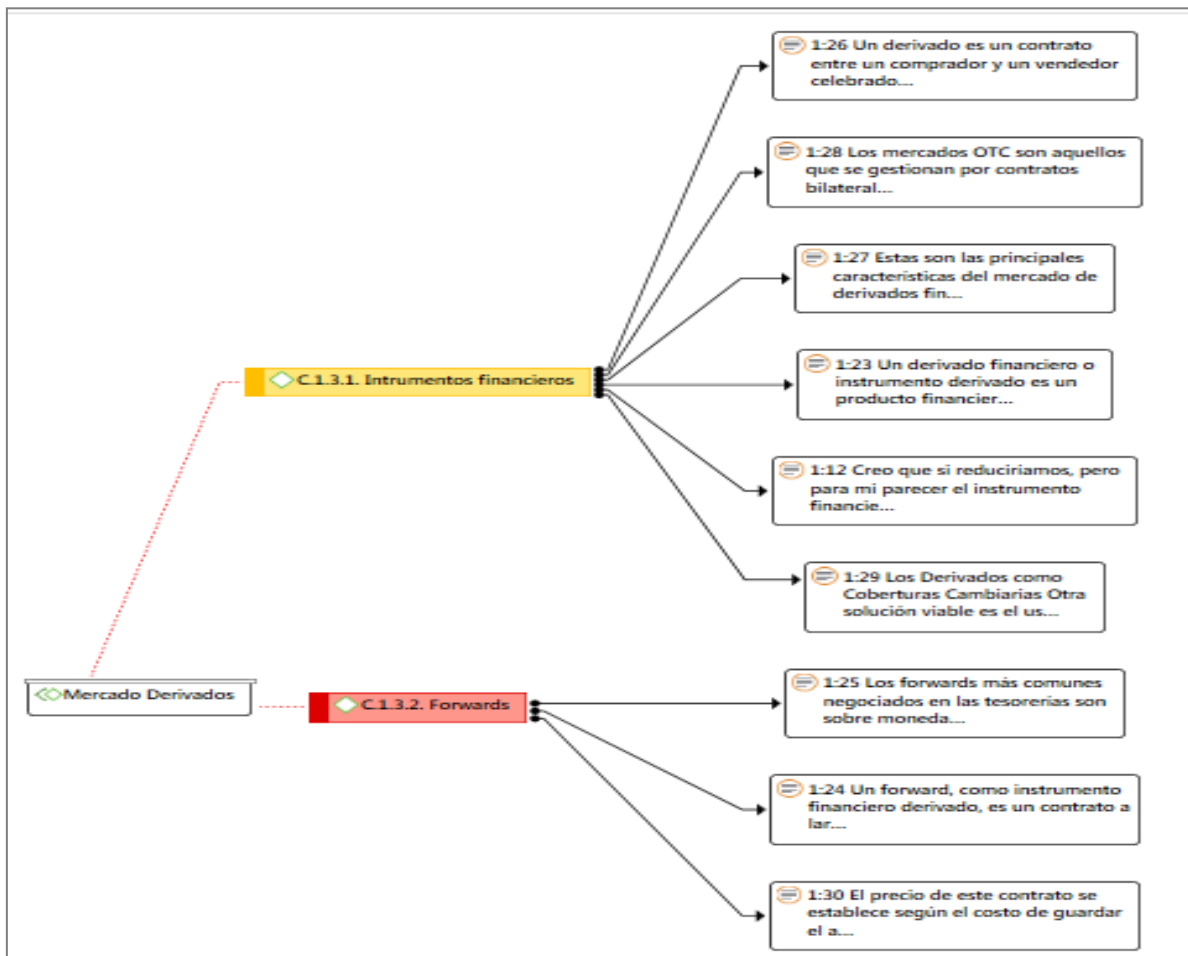 1:26 Un derivado es un contrato
entre un comprador y un vendedor
celebrado...
1:28 Los mercados OTC son aquellos
que se gestionan por contratos
bilateral...
1:27 Estas son las principales
características del mercado de
derivados fin...
C.1.3.1. Intrumentos financieros
1:23 Un derivado financiero o
instrumento derivado es un
producto financier...
1:12 Creo que si reduciriamos, pero
para mi parecer el instrumento
financie...
1:29 Los Derivados como
Coberturas Cambiarias Otra
solución viable es el us...
Mercado Derivados
C.1.3.2. Forwards
1:25 Los forwards más comunes
negociados en las tesorerías son
sobre moneda...
1:24 Un forward, como instrumento
financiero derivado, es un contrato a
lar...
1:30 El precio de este contrato se
establece según el costo de guardar
el a...